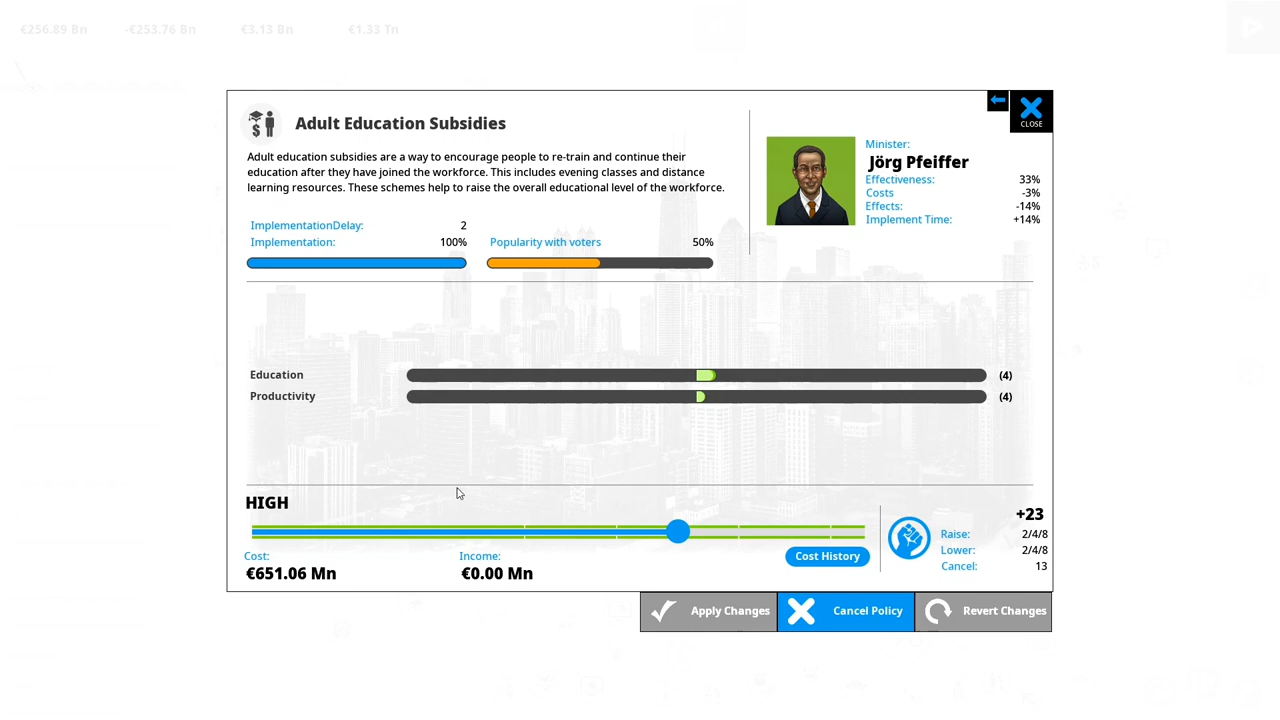 €256.89 Bn -€253.76 Bn €3.13 Bn €1.33 Tn
Adult Education Subsidies
Adult education subsidies are a way to encourage people to re-train and continue their
education after they have joined the workforce. This includes evening classes and distance
learning resources. These schemes help to raise the overall educational level of the workforce.
ImplementationDelay: 2
Implementation: 100%
Popularity with voters 50%
CLOSE
Minister:
Jörg Pfeiffer
Effectiveness: 33%
Costs -3%
Effects: -14%
Implement Time: +14%
Education (4)
Productivity (4)
HIGH
Cost:
€651.06 Mn
Income:
€0.00 Mn
Cost History
+23
Raise: 2/4/8
Lower: 2/4/8
Cancel: 13
Apply Changes
Cancel Policy
Revert Changes